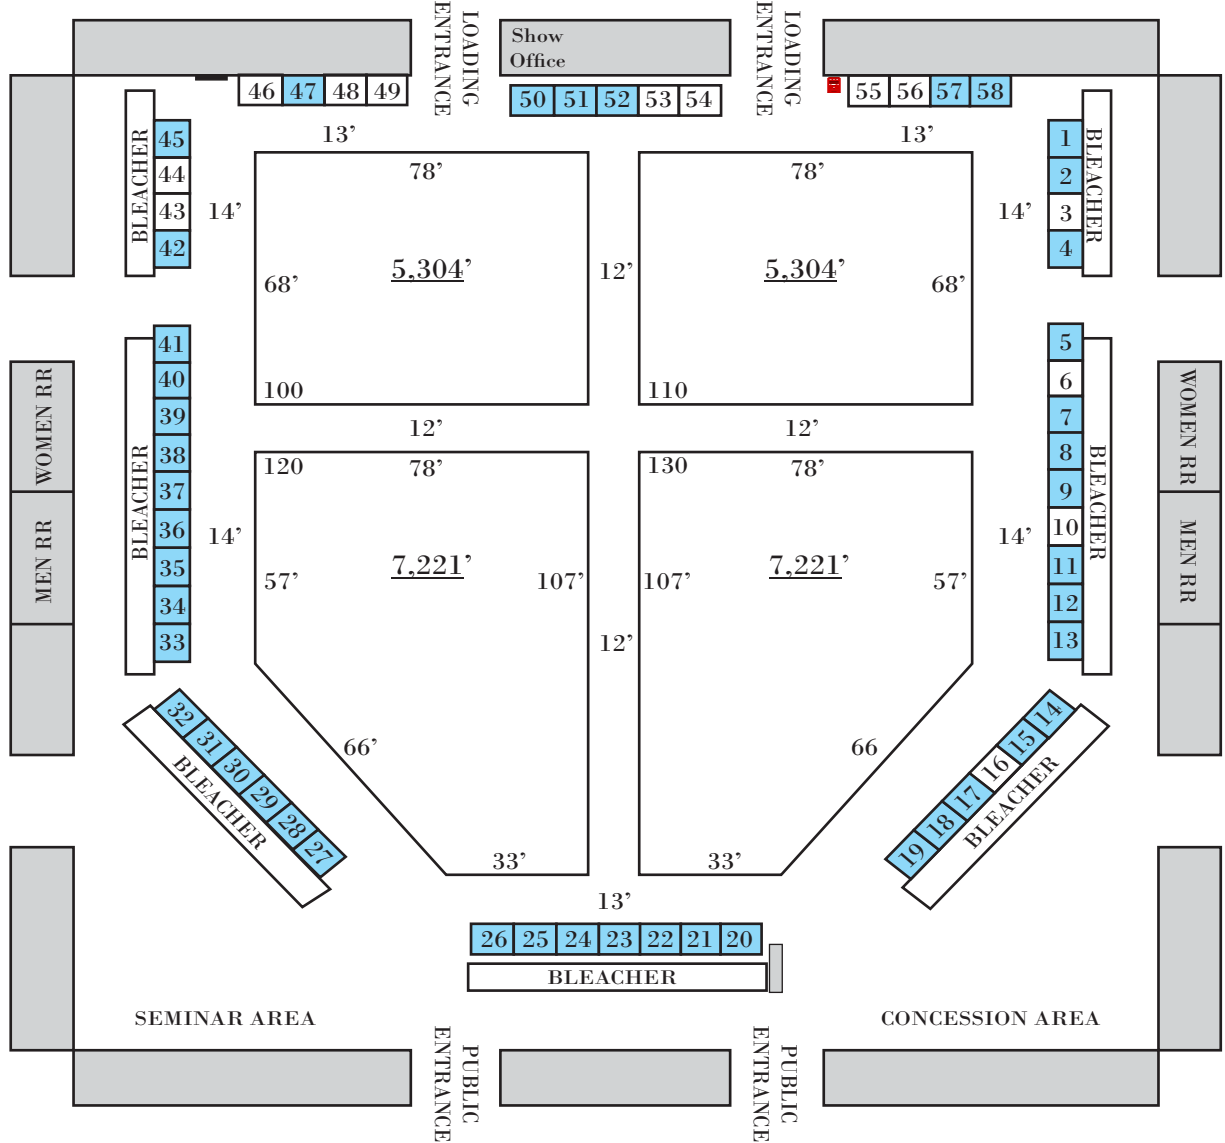 LOADING
ENTRANCE
Show
Office
LOADING
ENTRANCE
46 47 48 49
50 51 52 53 54
55 56 57 58
13'
13'
BLEACHER
45
44
43
42
14'
78'
68'
5,304'
100
12'
78'
5,304'
68'
110
14'
1
2
3
4
BLEACHER
12'
12'
WOMEN RR
MEN RR
BLEACHER
41
40
39
38
37
36
35
34
33
14'
120
78'
57'
7,221'
107'
66'
33'
12'
130
78'
107'
7,221'
57'
66
33'
14'
5
6
7
8
9
10
11
12
13
BLEACHER
WOMEN RR
MEN RR
32
31
30
29
28
27
BLEACHER
14
15
16
17
18
19
BLEACHER
13'
26 25 24 23 22 21 20
BLEACHER
SEMINAR AREA
CONCESSION AREA
PUBLIC
ENTRANCE
PUBLIC
ENTRANCE